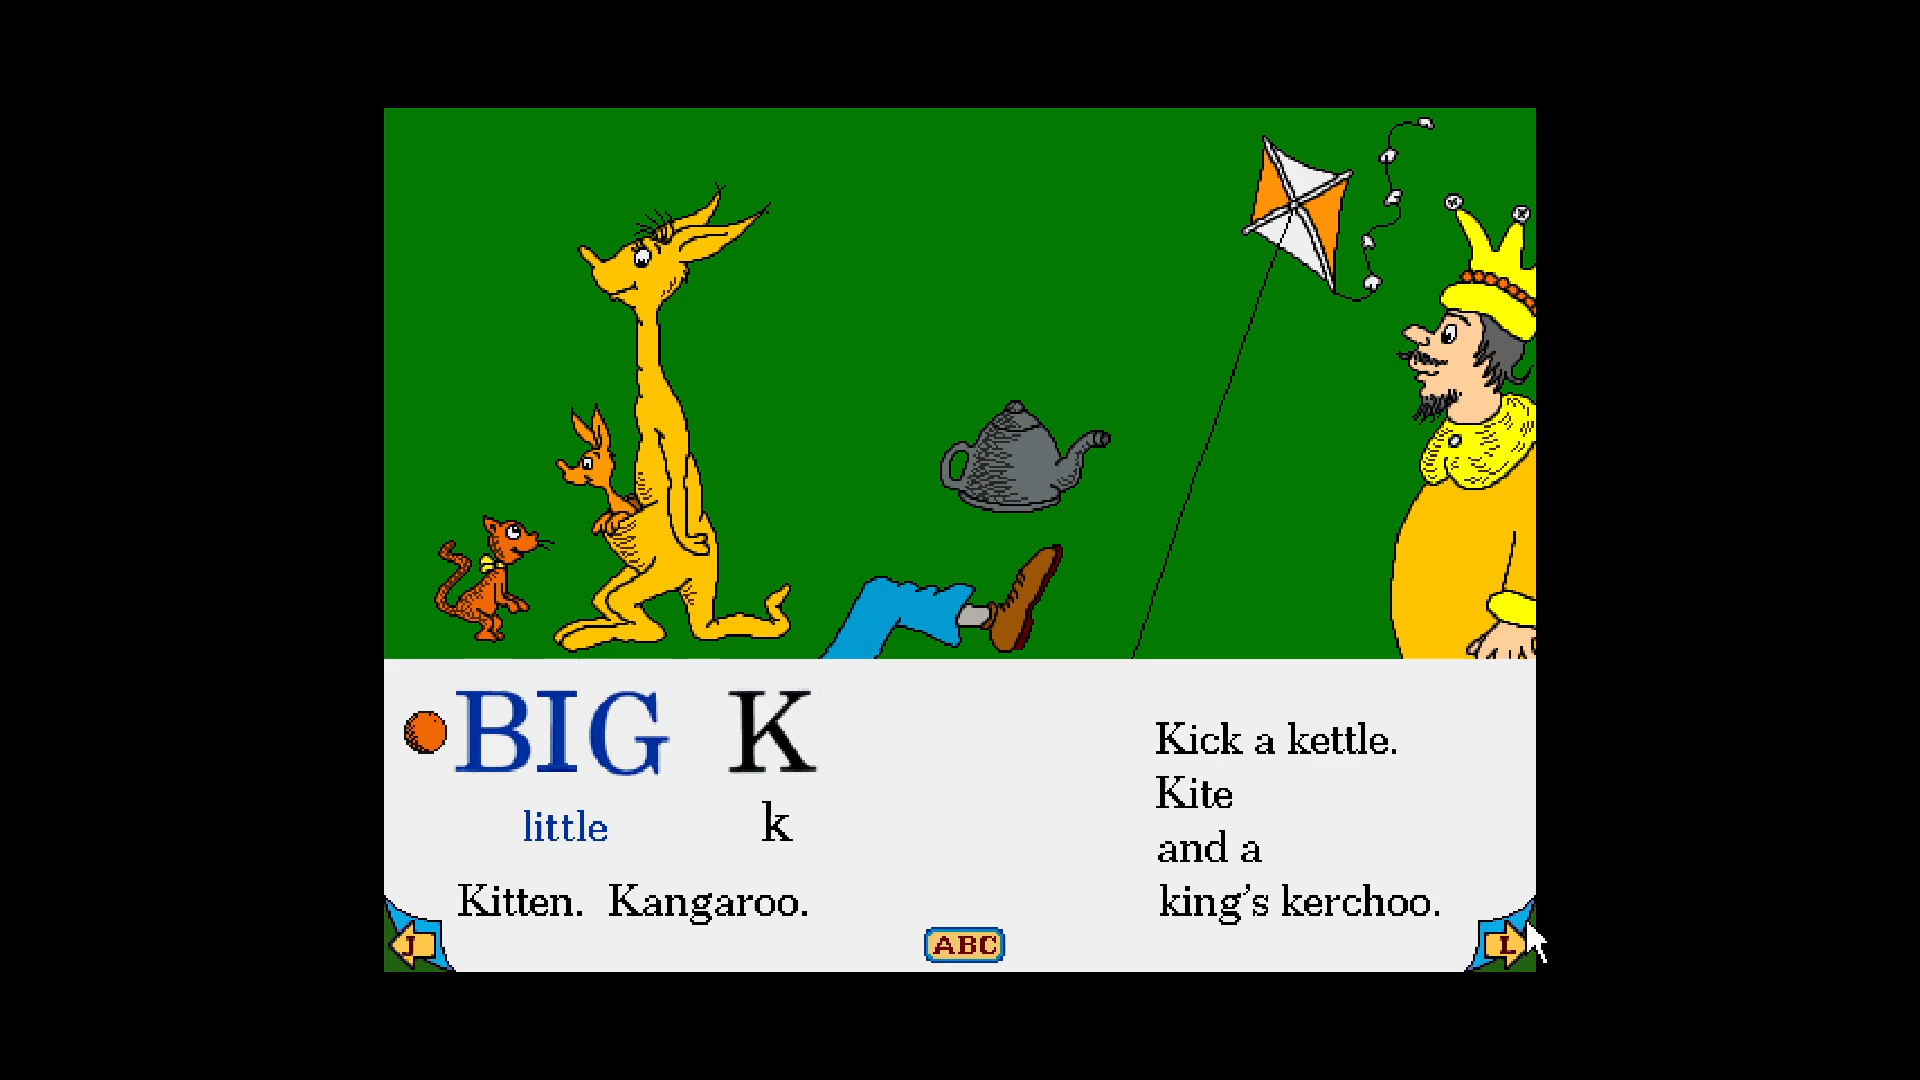 BIG K
little k
Kitten. Kangaroo.
Kick a kettle.
Kite
and a
king's kerchoo.
J
ABC
L